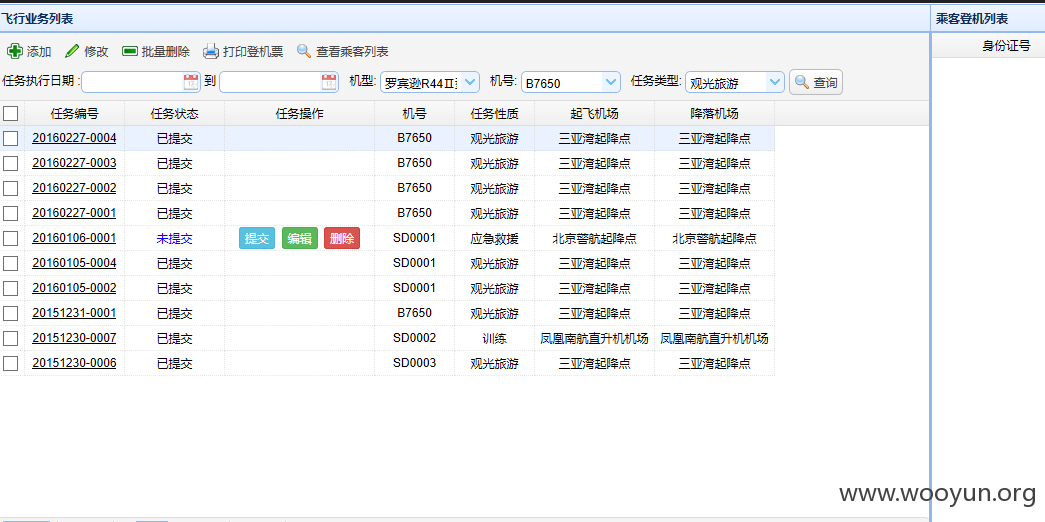 飞行业务列表 乘客登机列表
添加 修改 批量删除 打印登机票 查看乘客列表 身份证号
任务执行日期: 到 机型: 罗宾逊R44II 机号: B7650 任务类型: 观光旅游 查询
任务编号 任务状态 任务操作 机号 任务性质 起飞机场 降落机场
20160227-0004 已提交 B7650 观光旅游 三亚湾起降点 三亚湾起降点
20160227-0003 已提交 B7650 观光旅游 三亚湾起降点 三亚湾起降点
20160227-0002 已提交 B7650 观光旅游 三亚湾起降点 三亚湾起降点
20160227-0001 已提交 B7650 观光旅游 三亚湾起降点 三亚湾起降点
20160106-0001 未提交 提交 编辑 删除 SD0001 应急救援 北京警航起降点 北京警航起降点
20160105-0004 已提交 SD0001 观光旅游 三亚湾起降点 三亚湾起降点
20160105-0002 已提交 SD0001 观光旅游 三亚湾起降点 三亚湾起降点
20151231-0001 已提交 B7650 观光旅游 三亚湾起降点 三亚湾起降点
20151230-0007 已提交 SD0002 训练 凤凰南航直升机机场 凤凰南航直升机机场
20151230-0006 已提交 SD0003 观光旅游 三亚湾起降点 三亚湾起降点
www.wooyun.org